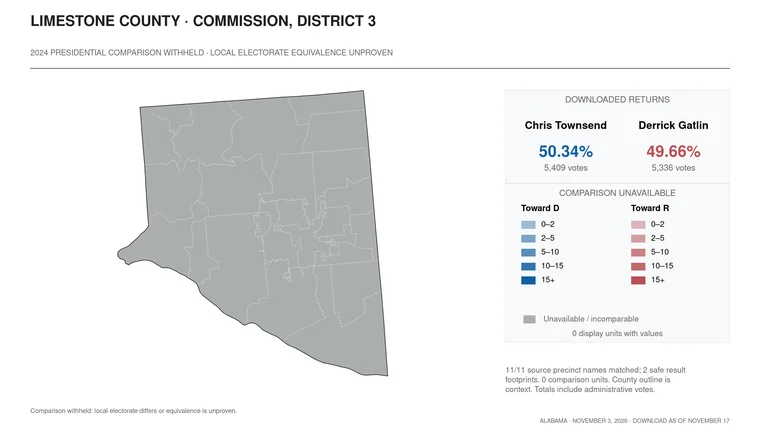 LIMESTONE COUNTY · COMMISSION, DISTRICT 3
2024 PRESIDENTIAL COMPARISON WITHHELD · LOCAL ELECTORATE EQUIVALENCE UNPROVEN
DOWNLOADED RETURNS
Chris Townsend Derrick Gatlin
50.34% 49.66%
5,409 votes 5,336 votes
COMPARISON UNAVAILABLE
Toward D Toward R
0–2 0–2
2–5 2–5
5–10 5–10
10–15 10–15
15+ 15+
Unavailable / incomparable
0 display units with values
11/11 source precinct names matched; 2 safe result
footprints. 0 comparison units. County outline is
context. Totals include administrative votes.
Comparison withheld: local electorate differs or equivalence is unproven.
ALABAMA · NOVEMBER 3, 2026 · DOWNLOAD AS OF NOVEMBER 17